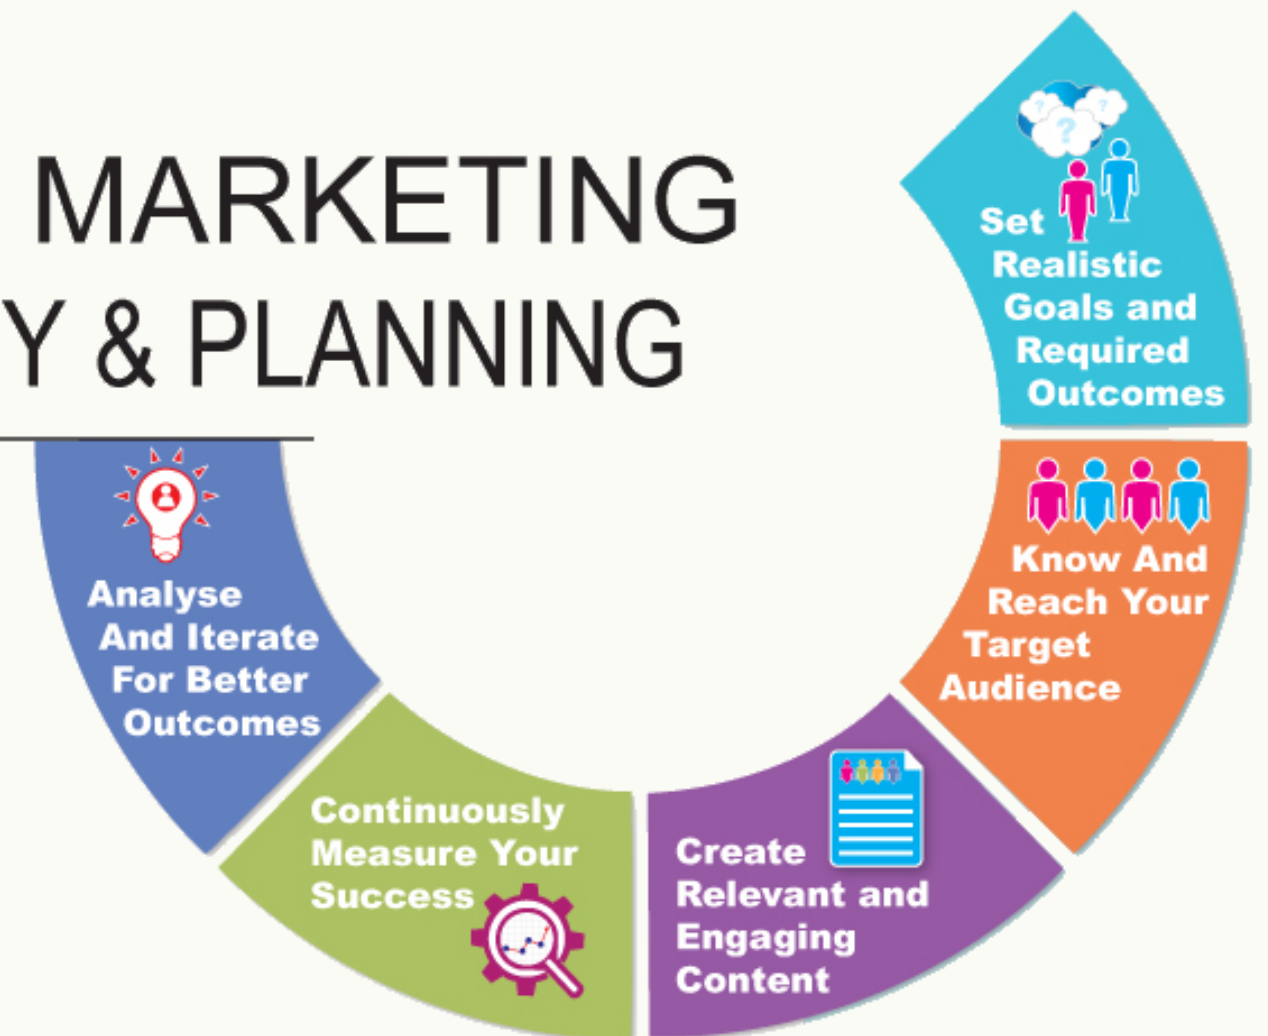 MARKETING
Y & PLANNING
Set
Realistic
Goals and
Required
Outcomes
Know And
Reach Your
Target
Audience
Create
Relevant and
Engaging
Content
Continuously
Measure Your
Success
Analyse
And Iterate
For Better
Outcomes
? ? ?